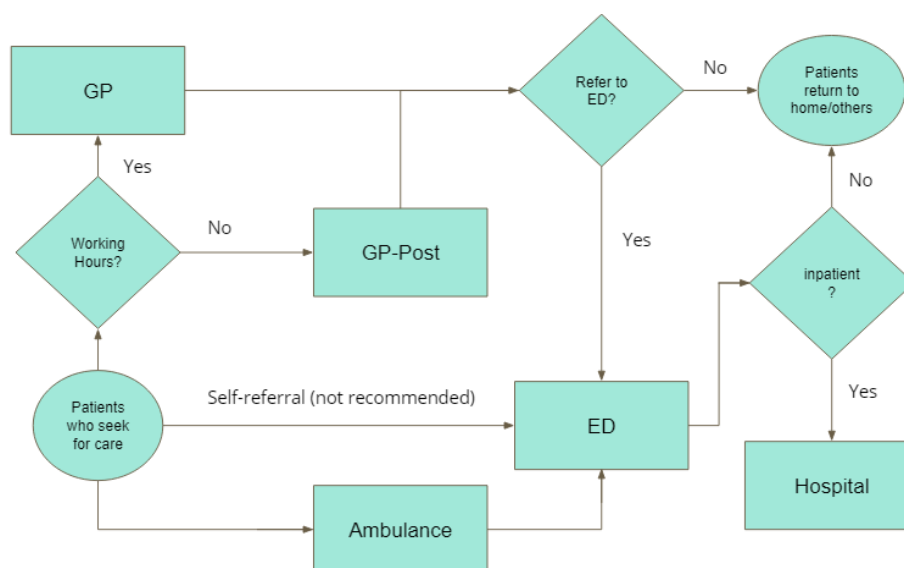 GP
Refer to
ED?
No
Patients
return to
home/others
Yes
No
Working
Hours?
No
GP-Post
Yes
inpatient
?
Patients
who seek
for care
Self-referral (not recommended)
ED
Yes
Hospital
Ambulance